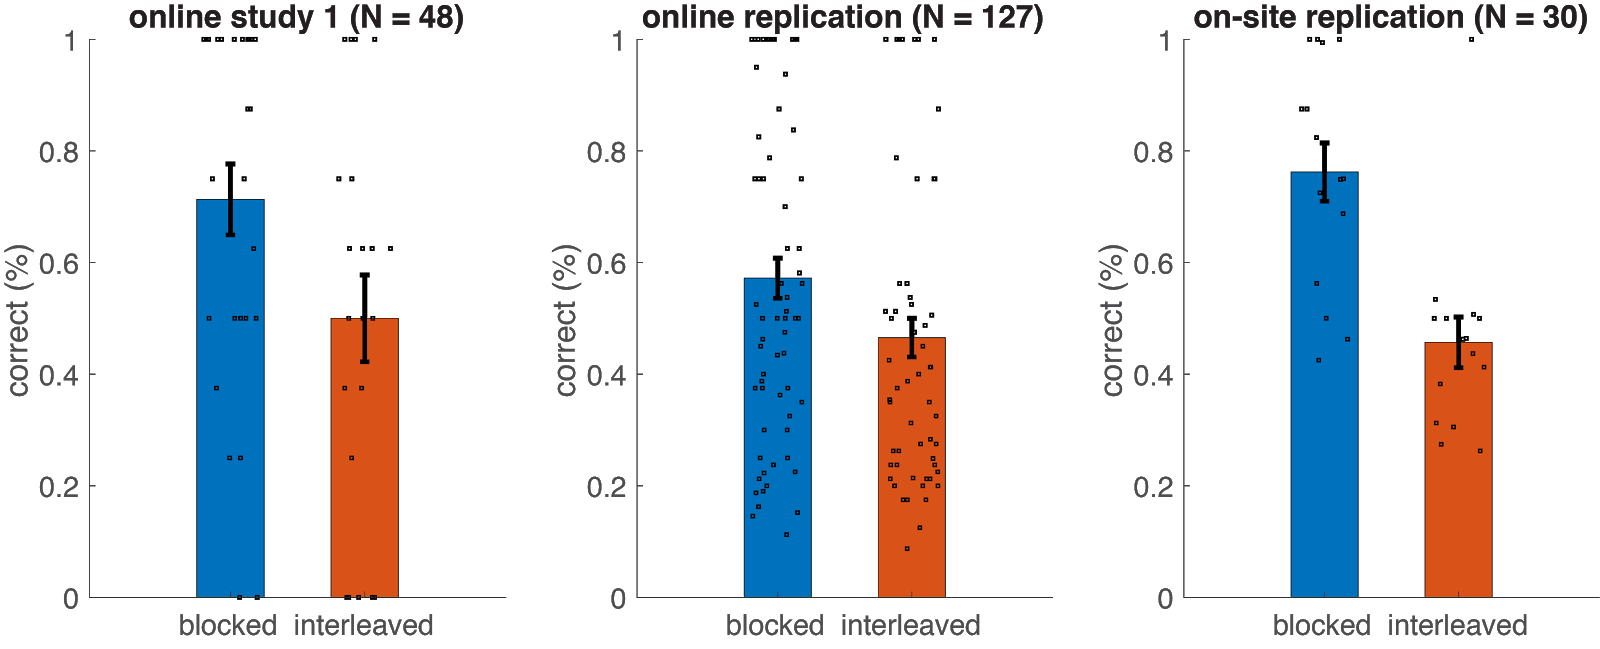 online study 1 (N = 48)
correct (%)
1
0.8
0.6
0.4
0.2
0
blocked interleaved
online replication (N = 127)
correct (%)
1
0.8
0.6
0.4
0.2
0
blocked interleaved
on-site replication (N = 30)
correct (%)
1
0.8
0.6
0.4
0.2
0
blocked interleaved